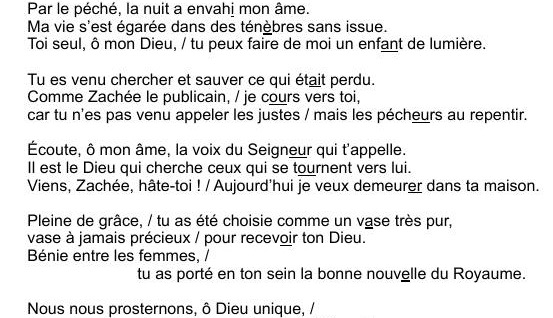 Par le péché, la nuit a envahi mon âme.
Ma vie s’est égarée dans des ténèbres sans issue.
Toi seul, ô mon Dieu, / tu peux faire de moi un enfant de lumière.
Tu es venu chercher et sauver ce qui était perdu.
Comme Zachée le publicain, / je cours vers toi,
car tu n’es pas venu appeler les justes / mais les pécheurs au repentir.
Écoute, ô mon âme, la voix du Seigneur qui t’appelle.
Il est le Dieu qui cherche ceux qui se tournent vers lui.
Viens, Zachée, hâte-toi ! / Aujourd’hui je veux demeurer dans ta maison.
Pleine de grâce, / tu as été choisie comme un vase très pur,
vase à jamais précieux / pour recevoir ton Dieu.
Bénie entre les femmes, /
tu as porté en ton sein la bonne nouvelle du Royaume.
Nous nous prosternons, ô Dieu unique, /